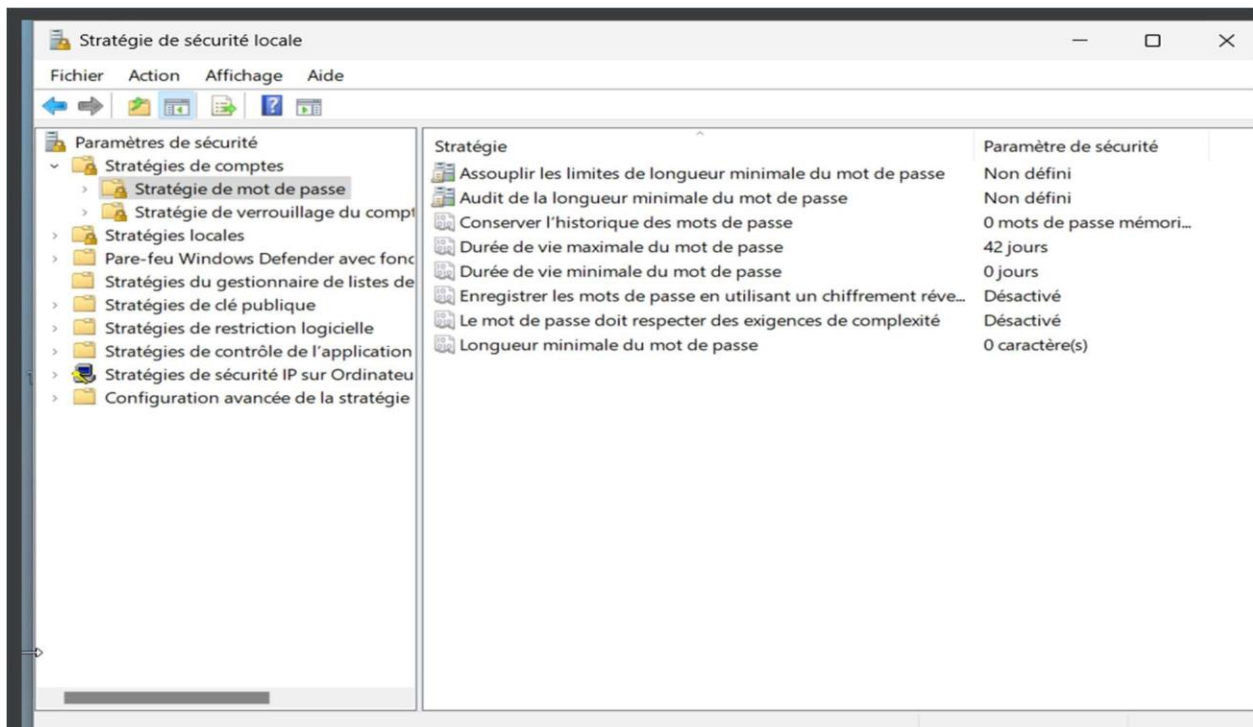 Stratégie de sécurité locale
Fichier Action Affichage Aide
Paramètres de sécurité
Stratégies de comptes
Stratégie de mot de passe
Stratégie de verrouillage du compt
Stratégies locales
Pare-feu Windows Defender avec fonc
Stratégies du gestionnaire de listes de
Stratégies de clé publique
Stratégies de restriction logicielle
Stratégies de contrôle de l'application
Stratégies de sécurité IP sur Ordinateu
Configuration avancée de la stratégie
Stratégie Paramètre de sécurité
Assouplir les limites de longueur minimale du mot de passe Non défini
Audit de la longueur minimale du mot de passe Non défini
Conserver l'historique des mots de passe 0 mots de passe mémori...
Durée de vie maximale du mot de passe 42 jours
Durée de vie minimale du mot de passe 0 jours
Enregistrer les mots de passe en utilisant un chiffrement réve... Désactivé
Le mot de passe doit respecter des exigences de complexité Désactivé
Longueur minimale du mot de passe 0 caractère(s)